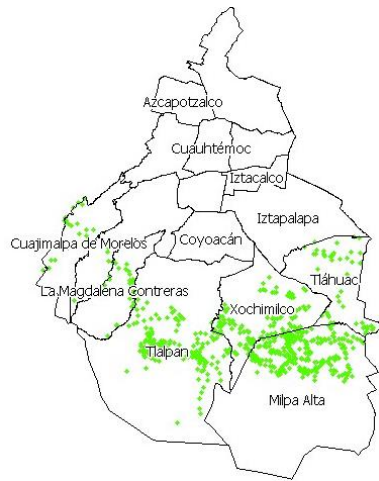 Azcapotzalco
Cuauhtémoc
Iztacalco
Iztapalapa
Cuajimalpa de Morelos
Coyoacán
Tláhuac
La Magdalena Contreras
Xochimilco
Tlalpan
Milpa Alta